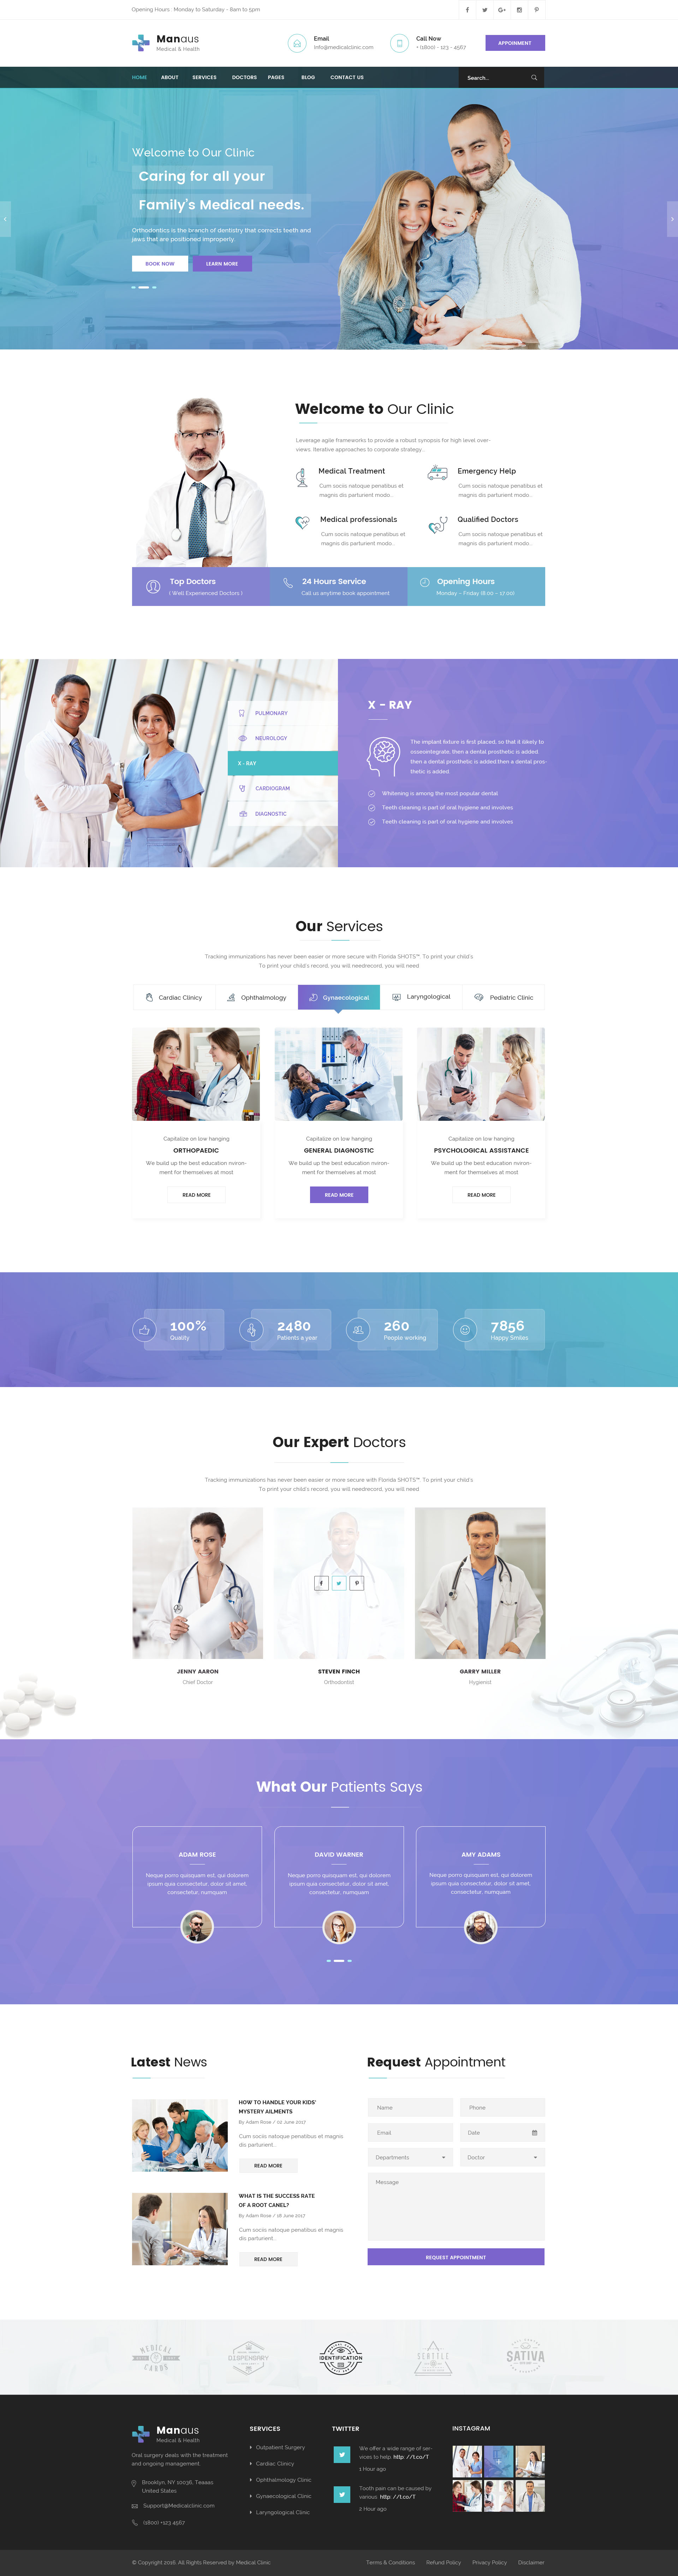 Opening Hours : Monday to Saturday - 8am to 5pm
Manaus
Medical & Health
Email
Info@medicalclinic.com
Call Now
+ (1800) - 123 - 4567
APPOINMENT
HOME ABOUT SERVICES DOCTORS PAGES BLOG CONTACT US
Search...
Welcome to Our Clinic
Caring for all your
Family's Medical needs.
Orthodontics is the branch of dentistry that corrects teeth and
jaws that are positioned improperly.
BOOK NOW
LEARN MORE
Welcome to Our Clinic
Leverage agile frameworks to provide a robust synopsis for high level over-
views. Iterative approaches to corporate strategy...
Medical Treatment
Cum sociis natoque penatibus et
magnis dis parturient modo...
Emergency Help
Cum sociis natoque penatibus et
magnis dis parturient modo...
Medical professionals
Cum sociis natoque penatibus et
magnis dis parturient modo...
Qualified Doctors
Cum sociis natoque penatibus et
magnis dis parturient modo...
Top Doctors
( Well Experienced Doctors )
24 Hours Service
Call us anytime book appointment
Opening Hours
Monday - Friday (8.00 - 17.00)
PULMONARY
NEUROLOGY
X - RAY
CARDIOGRAM
DIAGNOSTIC
X - RAY
The implant fixture is first placed, so that it likely to
osseointegrate, then a dental prosthetic is added.
then a dental prosthetic is added.then a dental pros-
thetic is added.
Whitening is among the most popular dental
Teeth cleaning is part of oral hygiene and involves
Teeth cleaning is part of oral hygiene and involves
Our Services
Tracking immunizations has never been easier or more secure with Florida SHOTS™. To print your child's
To print your child's record, you will needrecord, you will need
Cardiac Clinicy
Ophthalmology
Gynaecological
Laryngological
Pediatric Clinic
Capitalize on low hanging
ORTHOPAEDIC
We build up the best education nviron-
ment for themselves at most
READ MORE
Capitalize on low hanging
GENERAL DIAGNOSTIC
We build up the best education nviron-
ment for themselves at most
READ MORE
Capitalize on low hanging
PSYCHOLOGICAL ASSISTANCE
We build up the best education nviron-
ment for themselves at most
READ MORE
100%
Quality
2480
Patients a year
260
People working
7856
Happy Smiles
Our Expert Doctors
Tracking immunizations has never been easier or more secure with Florida SHOTS™. To print your child's
To print your child's record, you will needrecord, you will need
JENNY AARON
Chief Doctor
STEVEN FINCH
Orthodontist
GARRY MILLER
Hygienist
What Our Patients Says
ADAM ROSE
Neque porro quisquam est, qui dolorem
ipsum quia consectetur, dolor sit amet,
consectetur, numquam
DAVID WARNER
Neque porro quisquam est, qui dolorem
ipsum quia consectetur, dolor sit amet,
consectetur, numquam
AMY ADAMS
Neque porro quisquam est, qui dolorem
ipsum quia consectetur, dolor sit amet,
consectetur, numquam
Latest News
HOW TO HANDLE YOUR KIDS'
MYSTERY AILMENTS
By Adam Rose / 02 June 2017
Cum sociis natoque penatibus et magnis
dis parturient...
READ MORE
WHAT IS THE SUCCESS RATE
OF A ROOT CANEL?
By Adam Rose / 18 June 2017
Cum sociis natoque penatibus et magnis
dis parturient...
READ MORE
Request Appointment
Name
Phone
Email
Date
Departments
Doctor
Message
REQUEST APPOINTMENT
MEDICAL
CARDS
DISPENSARY
IDENTIFICATION
SEATTLE
SATIVA
Manaus
Medical & Health
Oral surgery deals with the treatment
and ongoing management
Brooklyn, NY 10036, Teaaas
United States
Support@Medicalclinic.com
(1800) +123 4567
SERVICES
Outpatient Surgery
Cardiac Clinicy
Ophthalmology Clinic
Gynaecological Clinic
Laryngological Clinic
TWITTER
We offer a wide range of ser-
vices to help. http: //t.co/T
1 Hour ago
Tooth pain can be caused by
various http: //t.co/T
2 Hour ago
INSTAGRAM
© Copyright 2016. All Rights Reserved by Medical Clinic
Terms & Conditions Refund Policy Privacy Policy Disclaimer